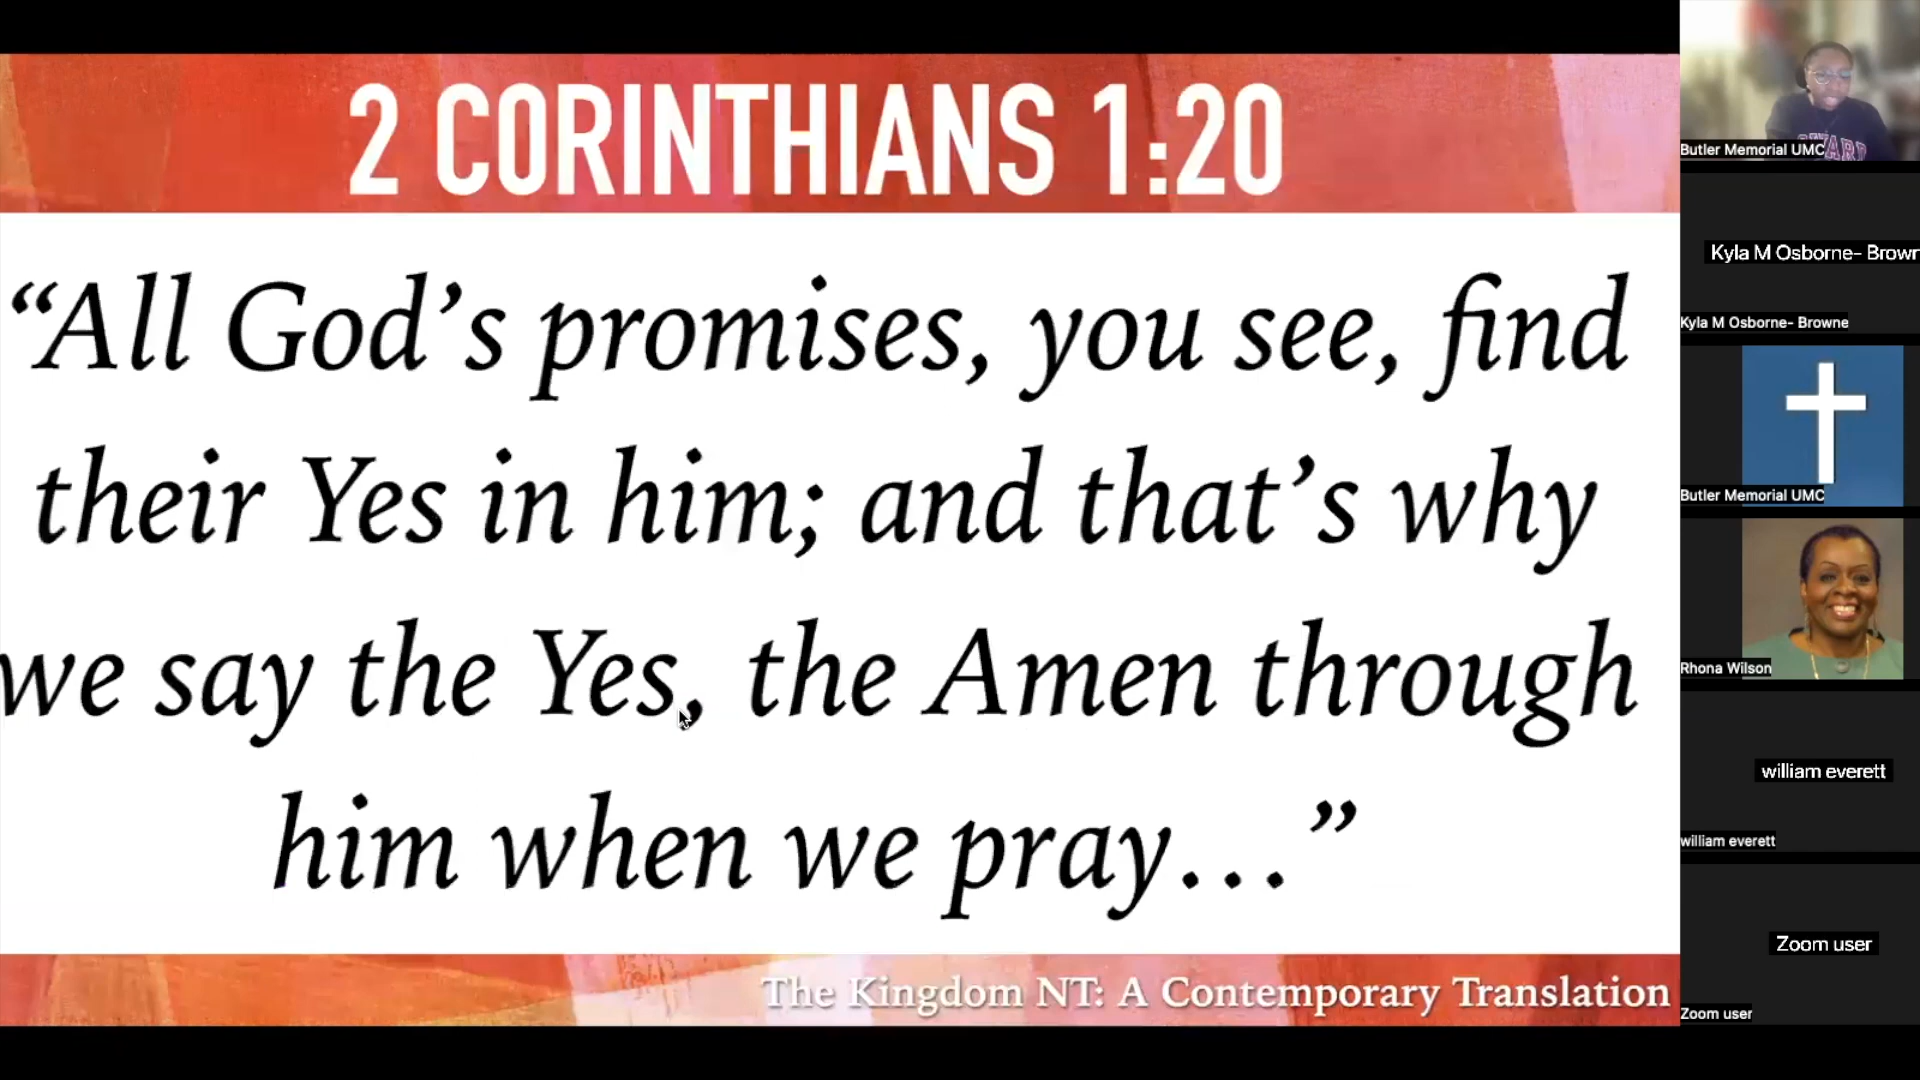 2 CORINTHIANS 1:20
“All God’s promises, you see, find
their Yes in him; and that’s why
we say the Yes, the Amen through
him when we pray…”
The Kingdom NT: A Contemporary Translation
Butler Memorial UMC
Kyla M Osborne- Brown
Kyla M Osborne- Browne
Butler Memorial UMC
Rhona Wilson
william everett
william everett
Zoom user
Zoom user